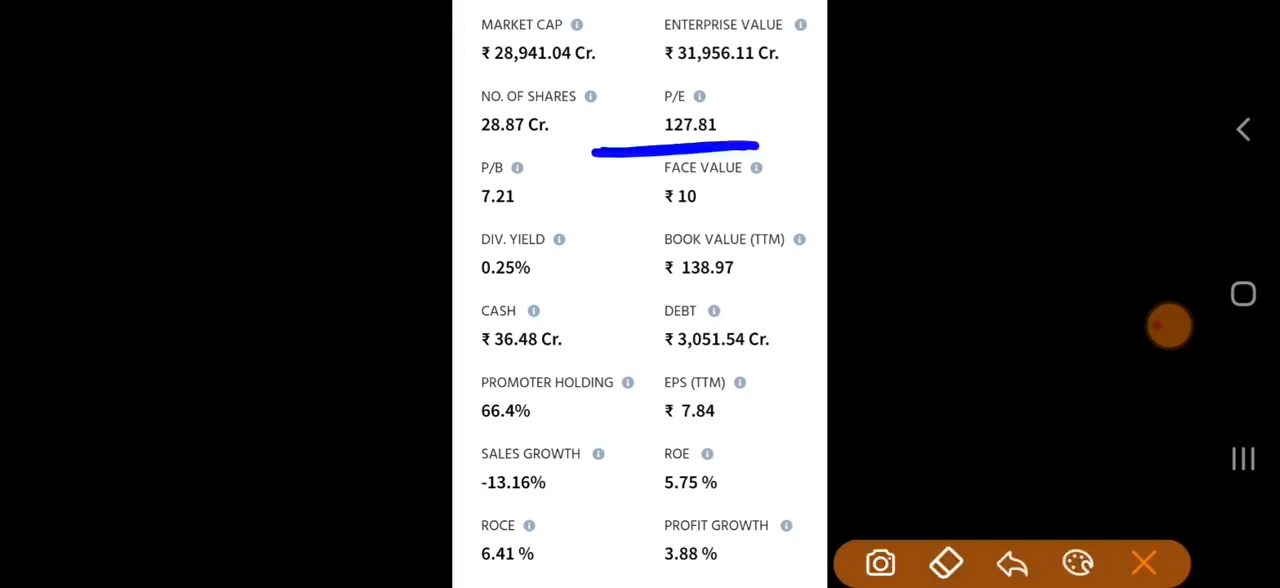 MARKET CAP ENTERPRISE VALUE
₹ 28,941.04 Cr. ₹ 31,956.11 Cr.
NO. OF SHARES P/E
28.87 Cr. 127.81
P/B FACE VALUE
7.21 ₹ 10
DIV. YIELD BOOK VALUE (TTM)
0.25% ₹ 138.97
CASH DEBT
₹ 36.48 Cr. ₹ 3,051.54 Cr.
PROMOTER HOLDING EPS (TTM)
66.4% ₹ 7.84
SALES GROWTH ROE
-13.16% 5.75 %
ROCE PROFIT GROWTH
6.41 % 3.88 %